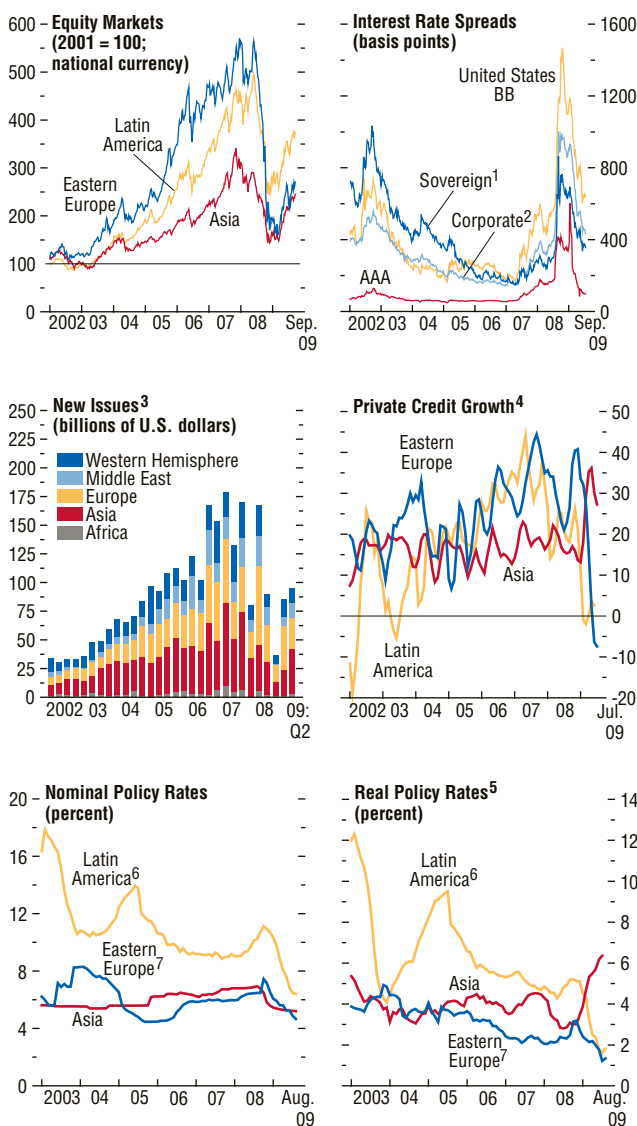 Equity Markets
(2001 = 100;
national currency)
600
500
400
300
200
100
0
Latin
America
Eastern
Europe
Asia
2002 03 04 05 06 07 08 Sep.
09
Interest Rate Spreads
(basis points)
1600
1200
800
400
0
United States
BB
Sovereign¹
Corporate²
AAA
2002 03 04 05 06 07 08 Sep.
09
New Issues³
(billions of U.S. dollars)
250
225
200
175
150
125
100
75
50
25
0
Western Hemisphere
Middle East
Europe
Asia
Africa
2002 03 04 05 06 07 08 09:
Q2
Private Credit Growth⁴
50
40
30
20
10
0
-10
-20
Eastern
Europe
Asia
Latin
America
2002 03 04 05 06 07 08 Jul.
09
Nominal Policy Rates
(percent)
20
16
12
8
4
0
Latin
America⁶
Eastern
Europe⁷
Asia
2003 04 05 06 07 08 Aug.
09
Real Policy Rates⁵
(percent)
14
12
10
8
6
4
2
0
Latin
America⁶
Asia
Eastern
Europe⁷
2003 04 05 06 07 08 Aug.
09